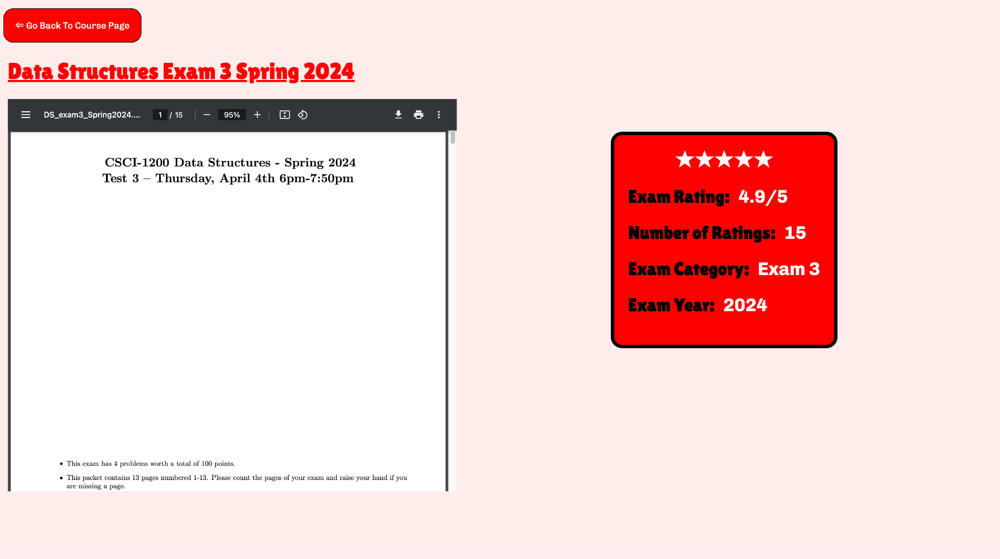 ⇐ Go Back To Course Page
Data Structures Exam 3 Spring 2024
DS_exam3_Spring2024.... 1 / 15 95%
CSCI-1200 Data Structures - Spring 2024
Test 3 – Thursday, April 4th 6pm-7:50pm
• This exam has 4 problems worth a total of 100 points.
• This packet contains 13 pages numbered 1-13. Please count the pages of your exam and raise your hand if you
are missing a page.
★★★★★
Exam Rating: 4.9/5
Number of Ratings: 15
Exam Category: Exam 3
Exam Year: 2024